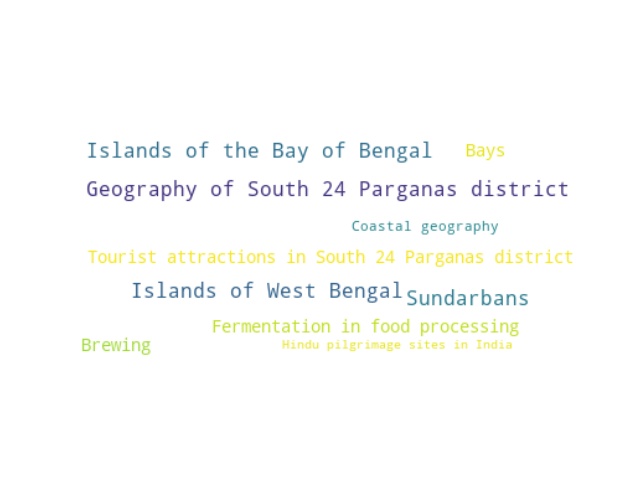 Islands of the Bay of Bengal
Bays
Geography of South 24 Parganas district
Coastal geography
Tourist attractions in South 24 Parganas district
Islands of West Bengal
Sundarbans
Fermentation in food processing
Brewing
Hindu pilgrimage sites in India